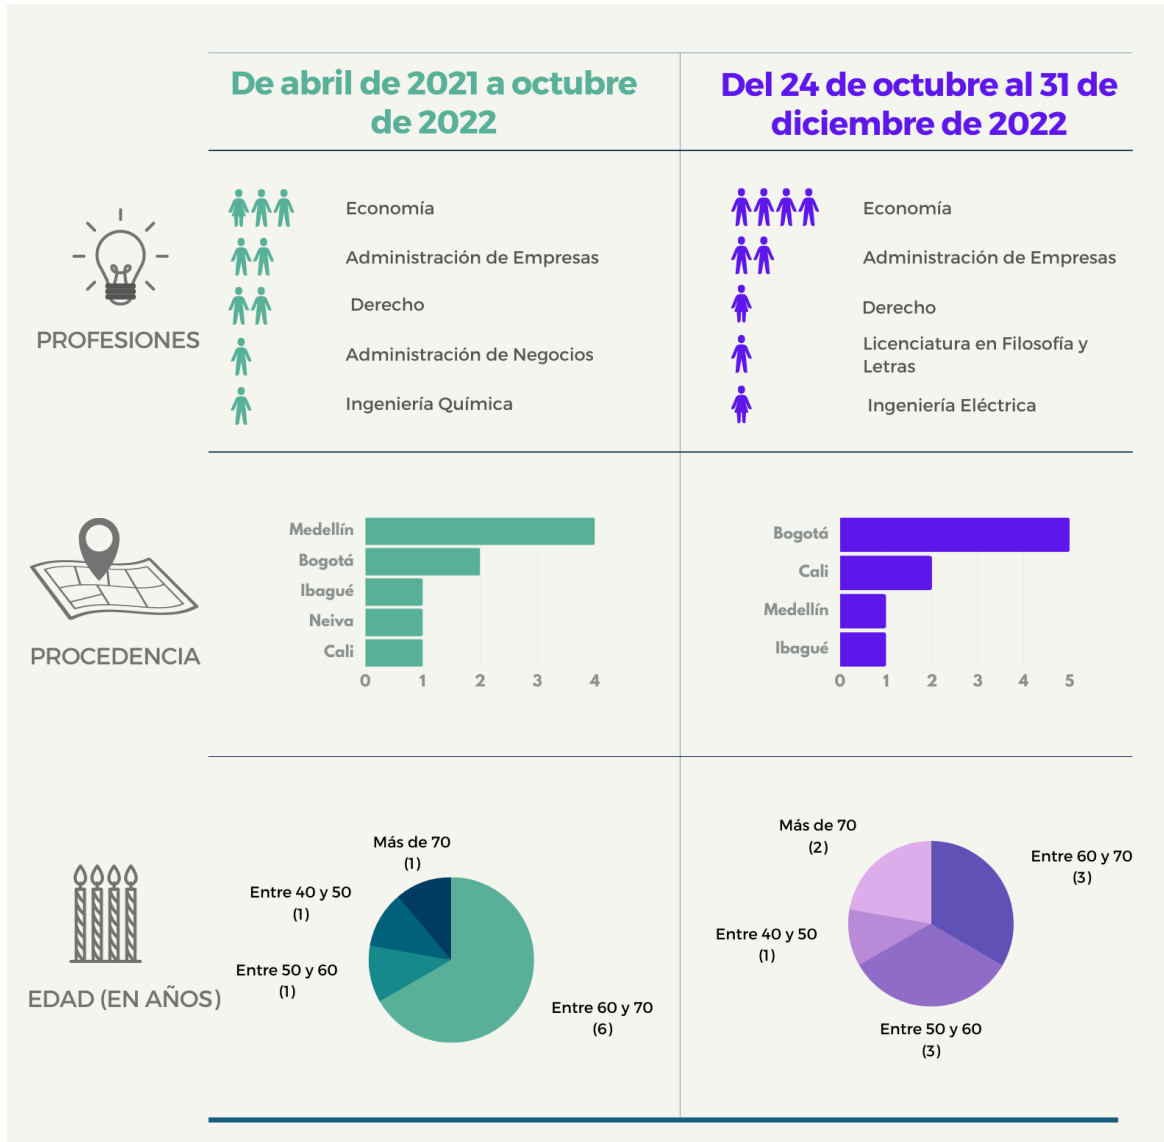 De abril de 2021 a octubre
de 2022
Del 24 de octubre al 31 de
diciembre de 2022
PROFESIONES
Economía
Administración de Empresas
Derecho
Administración de Negocios
Ingeniería Química
Economía
Administración de Empresas
Derecho
Licenciatura en Filosofía y
Letras
Ingeniería Eléctrica
PROCEDENCIA
Medellín
Bogotá
Ibagué
Neiva
Cali
0 1 2 3 4
Bogotá
Cali
Medellín
Ibagué
0 1 2 3 4 5
EDAD (EN AÑOS)
Más de 70
(1)
Entre 40 y 50
(1)
Entre 50 y 60
(1)
Entre 60 y 70
(6)
Más de 70
(2)
Entre 60 y 70
(3)
Entre 40 y 50
(1)
Entre 50 y 60
(3)